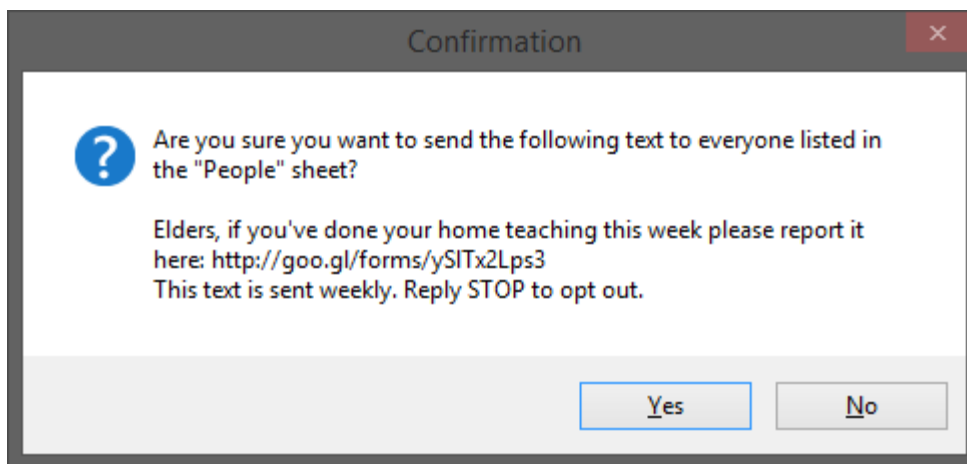 Confirmation
Are you sure you want to send the following text to everyone listed in
the "People" sheet?
Elders, if you've done your home teaching this week please report it
here: http://goo.gl/forms/ySlTx2Lps3
This text is sent weekly. Reply STOP to opt out.
Yes
No